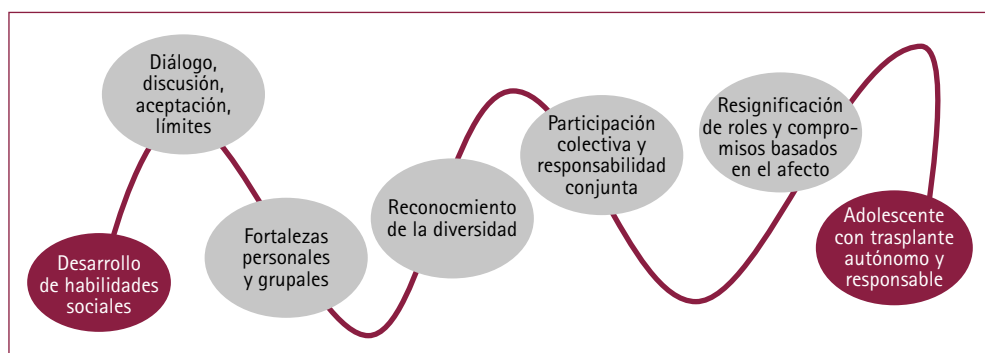 Desarrollo
de habilidades
sociales
Diálogo,
discusión,
aceptación,
límites
Fortalezas
personales
y grupales
Reconocmiento
de la diversidad
Participación
colectiva y
responsabilidad
conjunta
Resignificación
de roles y compro-
misos basados
en el afecto
Adolescente
con trasplante
autónomo y
responsable